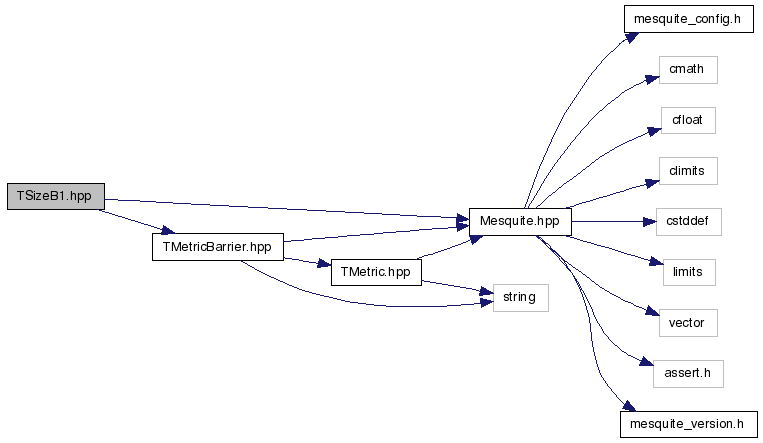 mesquite_config.h
cmath
cfloat
climits
TSizeB1.hpp
Mesquite.hpp
cstddef
TMetricBarrier.hpp
TMetric.hpp
limits
string
vector
assert.h
mesquite_version.h